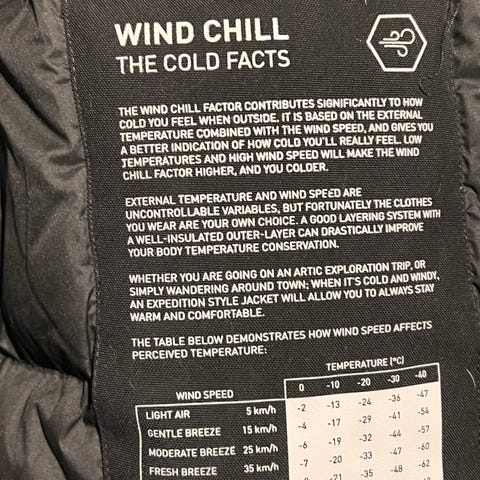 WIND CHILL
THE COLD FACTS
THE WIND CHILL FACTOR CONTRIBUTES SIGNIFICANTLY TO HOW
COLD YOU FEEL WHEN OUTSIDE. IT IS BASED ON THE EXTERNAL
TEMPERATURE COMBINED WITH THE WIND SPEED, AND GIVES YOU
A BETTER INDICATION OF HOW COLD YOU'LL REALLY FEEL. LOW
TEMPERATURES AND HIGH WIND SPEED WILL MAKE THE WIND
CHILL FACTOR HIGHER, AND YOU COLDER.
EXTERNAL TEMPERATURE AND WIND SPEED ARE
UNCONTROLLABLE VARIABLES, BUT FORTUNATELY THE CLOTHES
YOU WEAR ARE YOUR OWN CHOICE. A GOOD LAYERING SYSTEM WITH
A WELL-INSULATED OUTER-LAYER CAN DRASTICALLY IMPROVE
YOUR BODY TEMPERATURE CONSERVATION.
WHETHER YOU ARE GOING ON AN ARTIC EXPLORATION TRIP, OR
SIMPLY WANDERING AROUND TOWN; WHEN IT'S COLD AND WINDY,
AN EXPEDITION STYLE JACKET WILL ALLOW YOU TO ALWAYS STAY
WARM AND COMFORTABLE.
THE TABLE BELOW DEMONSTRATES HOW WIND SPEED AFFECTS
PERCEIVED TEMPERATURE:
TEMPERATURE (°C)
WIND SPEED 0 -10 -20 -30 -40
LIGHT AIR 5 km/h -2 -13 -24 -36 -47
GENTLE BREEZE 15 km/h -4 -17 -29 -41 -54
MODERATE BREEZE 25 km/h -6 -19 -32 -44 -57
FRESH BREEZE 35 km/h -7 -20 -33 -47 -60
-21 -35 -48 -62